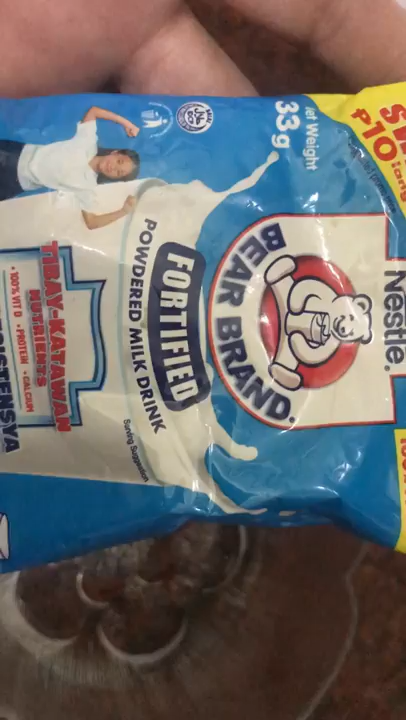 Nestlé.
₱10 lang
BEAR BRAND.
Net Weight
33g
FORTIFIED
POWDERED MILK DRINK
Serving Suggestion
TIBAY-KATAWAN
NUTRIENTS
• 100% VIT D • PROTEIN • CALCIUM